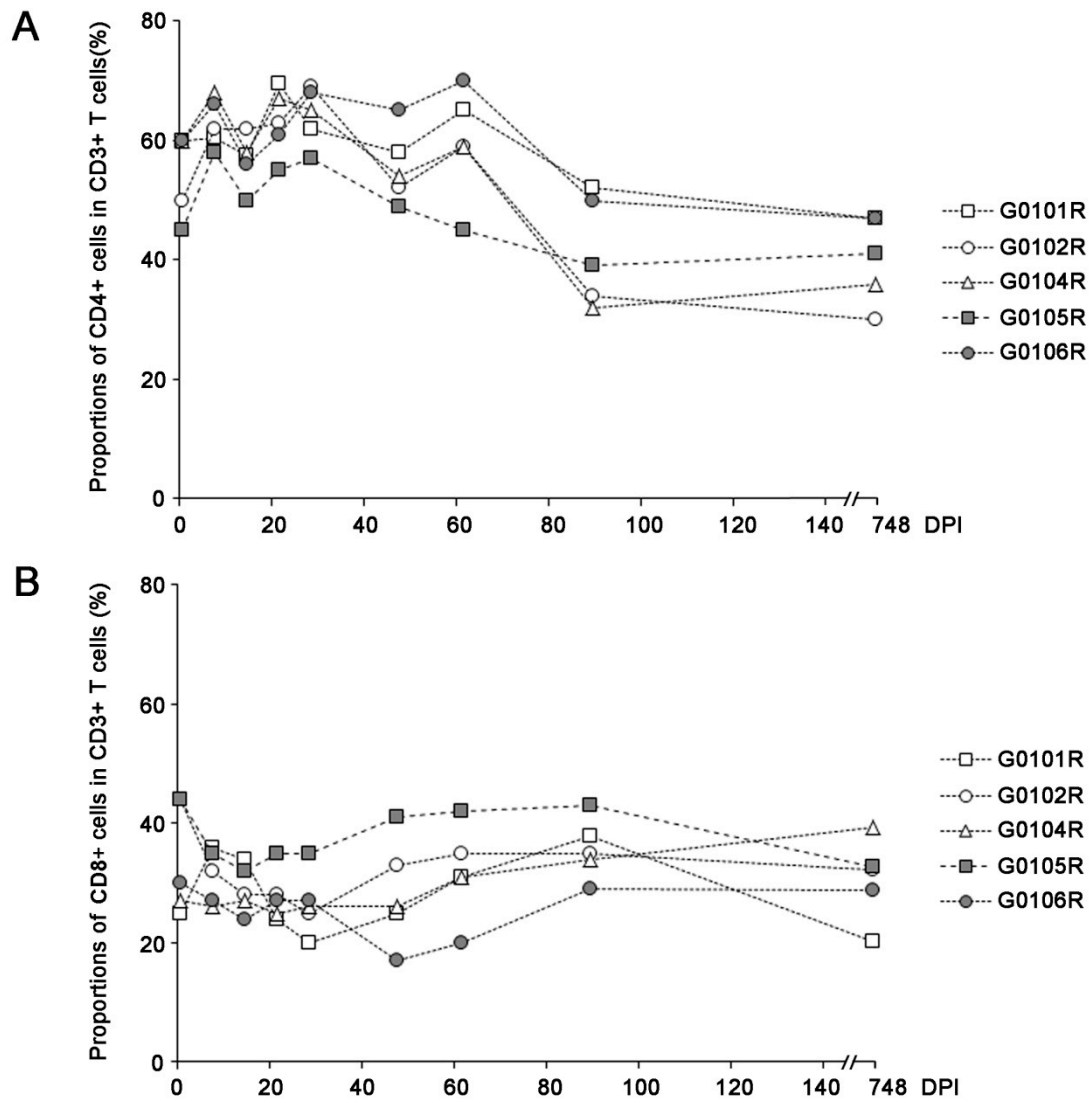 A
Proportions of CD4+ cells in CD3+ T cells(%)
80
60
40
20
0
0 20 40 60 80 100 120 140 748 DPI
G0101R
G0102R
G0104R
G0105R
G0106R
B
Proportions of CD8+ cells in CD3+ T cells (%)
80
60
40
20
0
0 20 40 60 80 100 120 140 748 DPI
G0101R
G0102R
G0104R
G0105R
G0106R